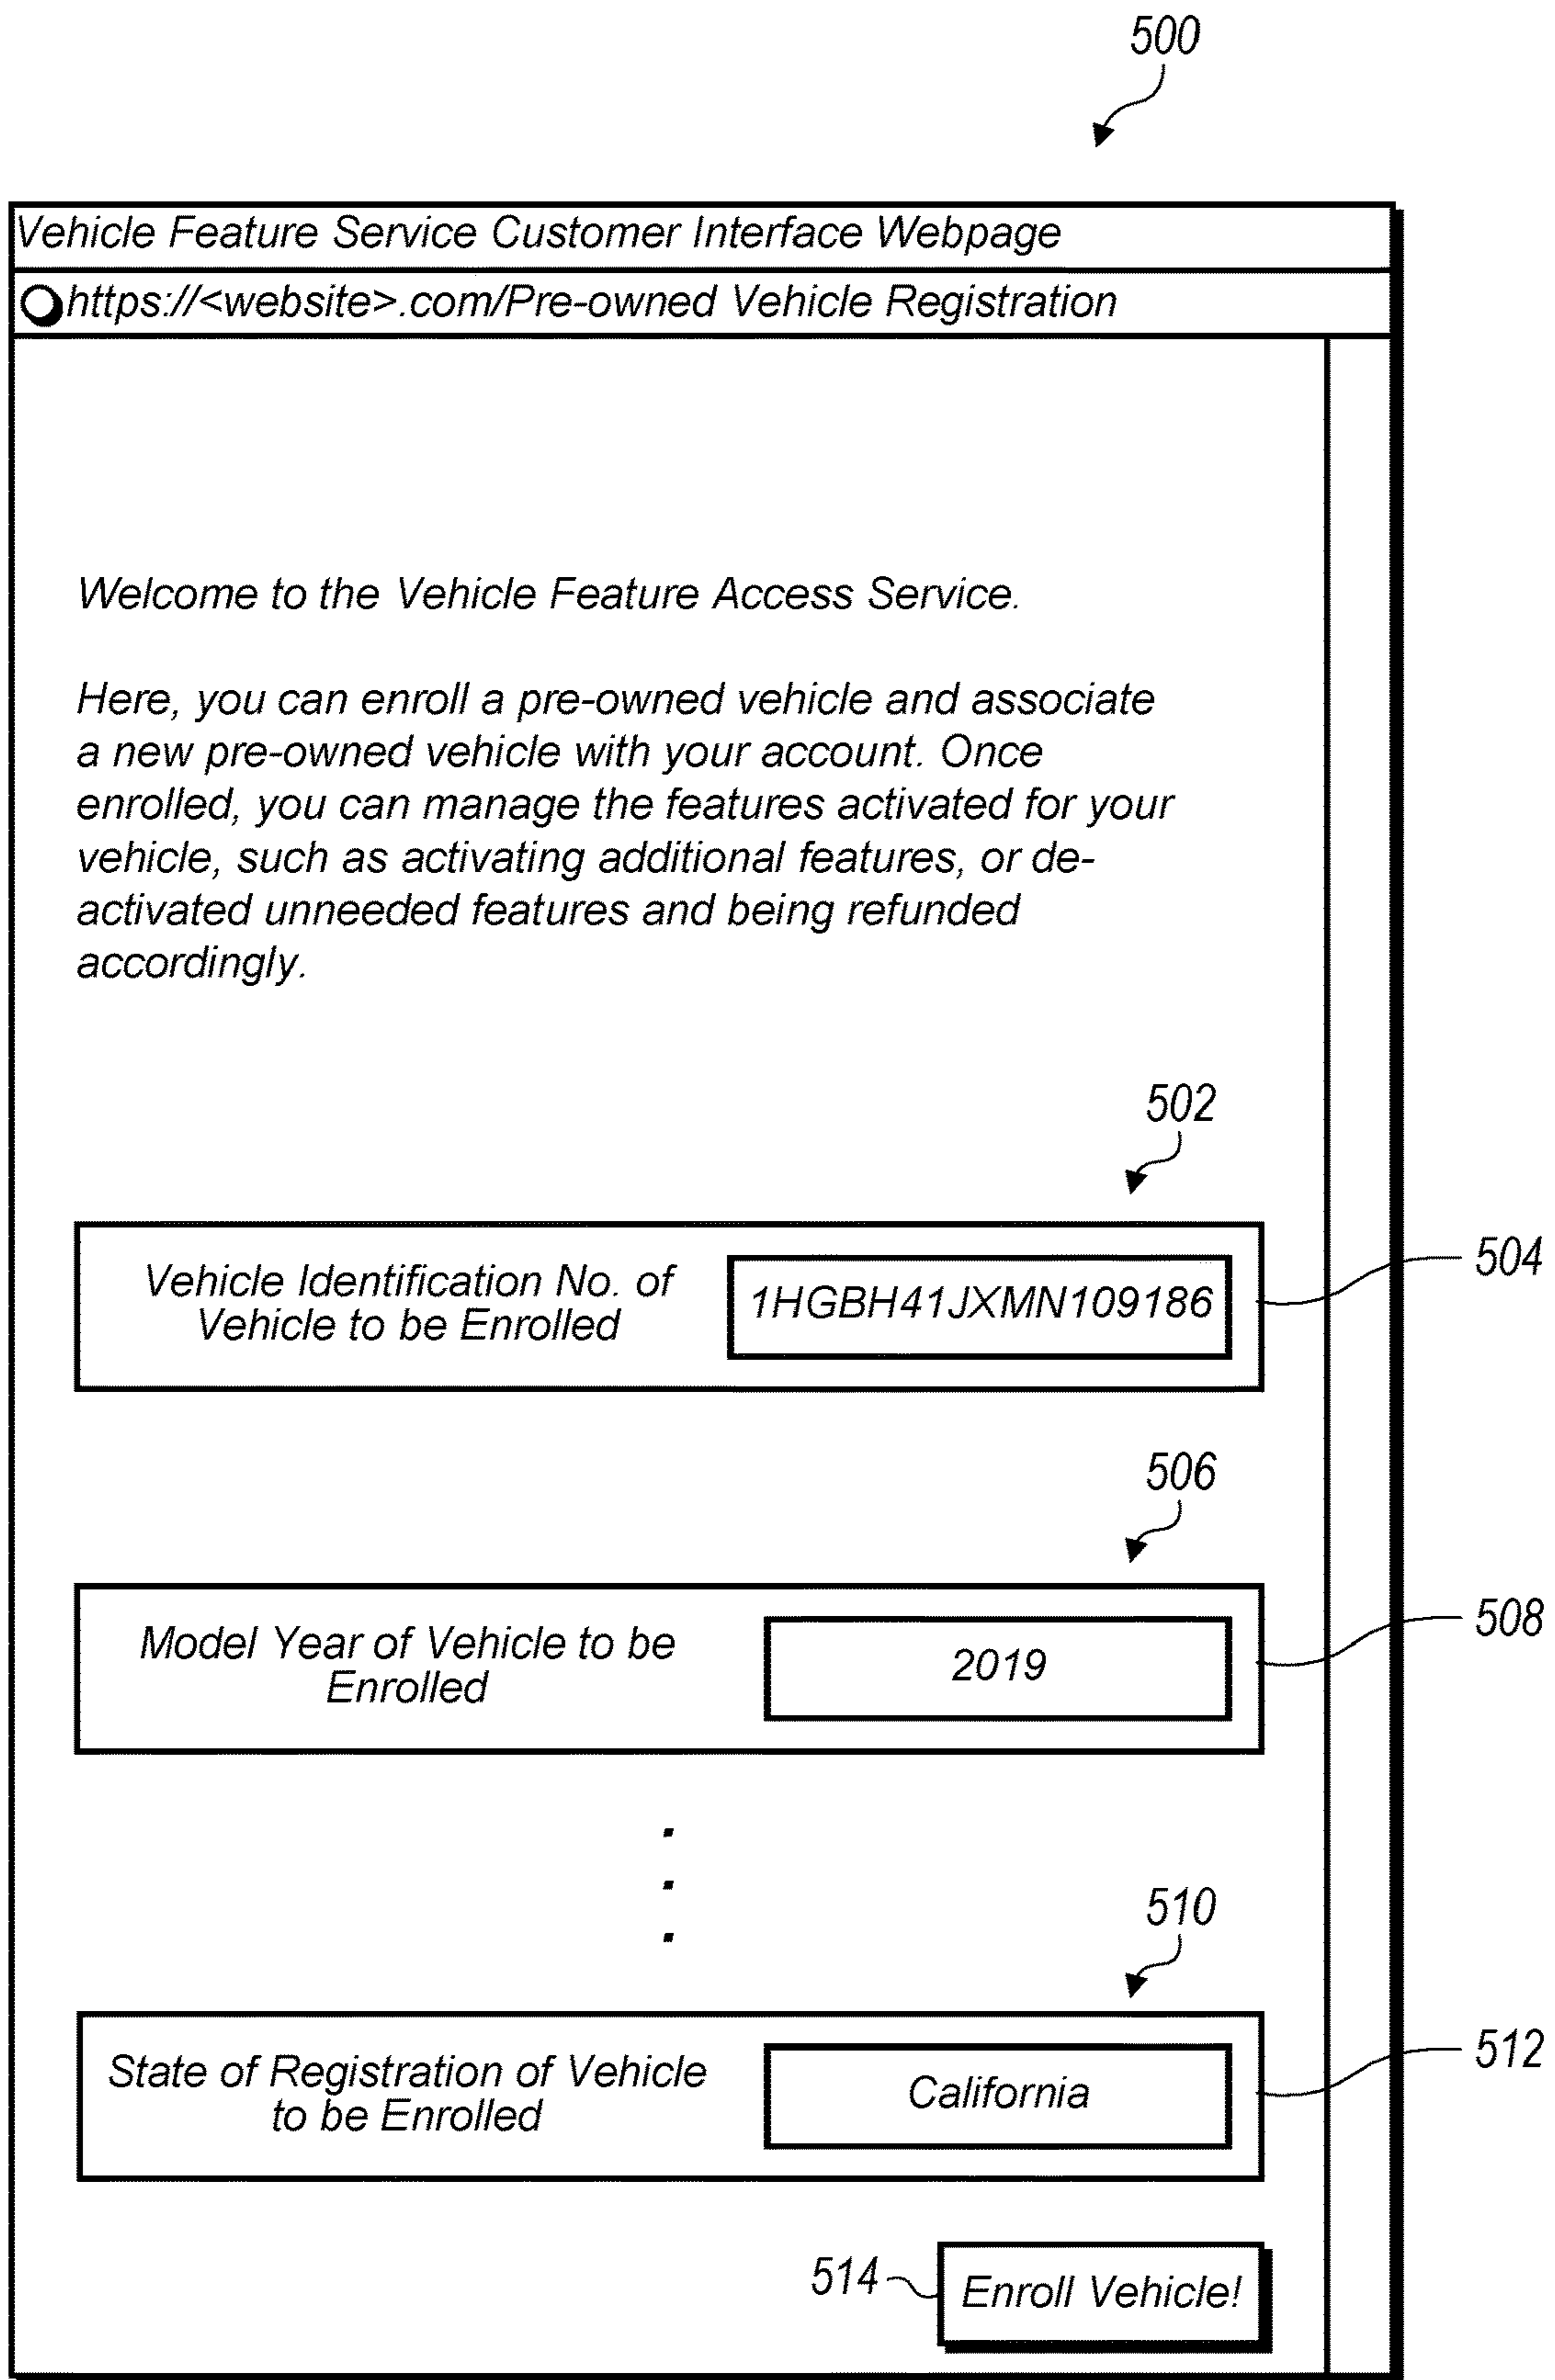 500
Vehicle Feature Service Customer Interface Webpage
https://<website>.com/Pre-owned Vehicle Registration
Welcome to the Vehicle Feature Access Service.
Here, you can enroll a pre-owned vehicle and associate
a new pre-owned vehicle with your account. Once
enrolled, you can manage the features activated for your
vehicle, such as activating additional features, or de-
activated unneeded features and being refunded
accordingly.
502
Vehicle Identification No. of
Vehicle to be Enrolled
1HGBH41JXMN109186
504
506
Model Year of Vehicle to be
Enrolled
2019
508
510
State of Registration of Vehicle
to be Enrolled
California
512
514
Enroll Vehicle!